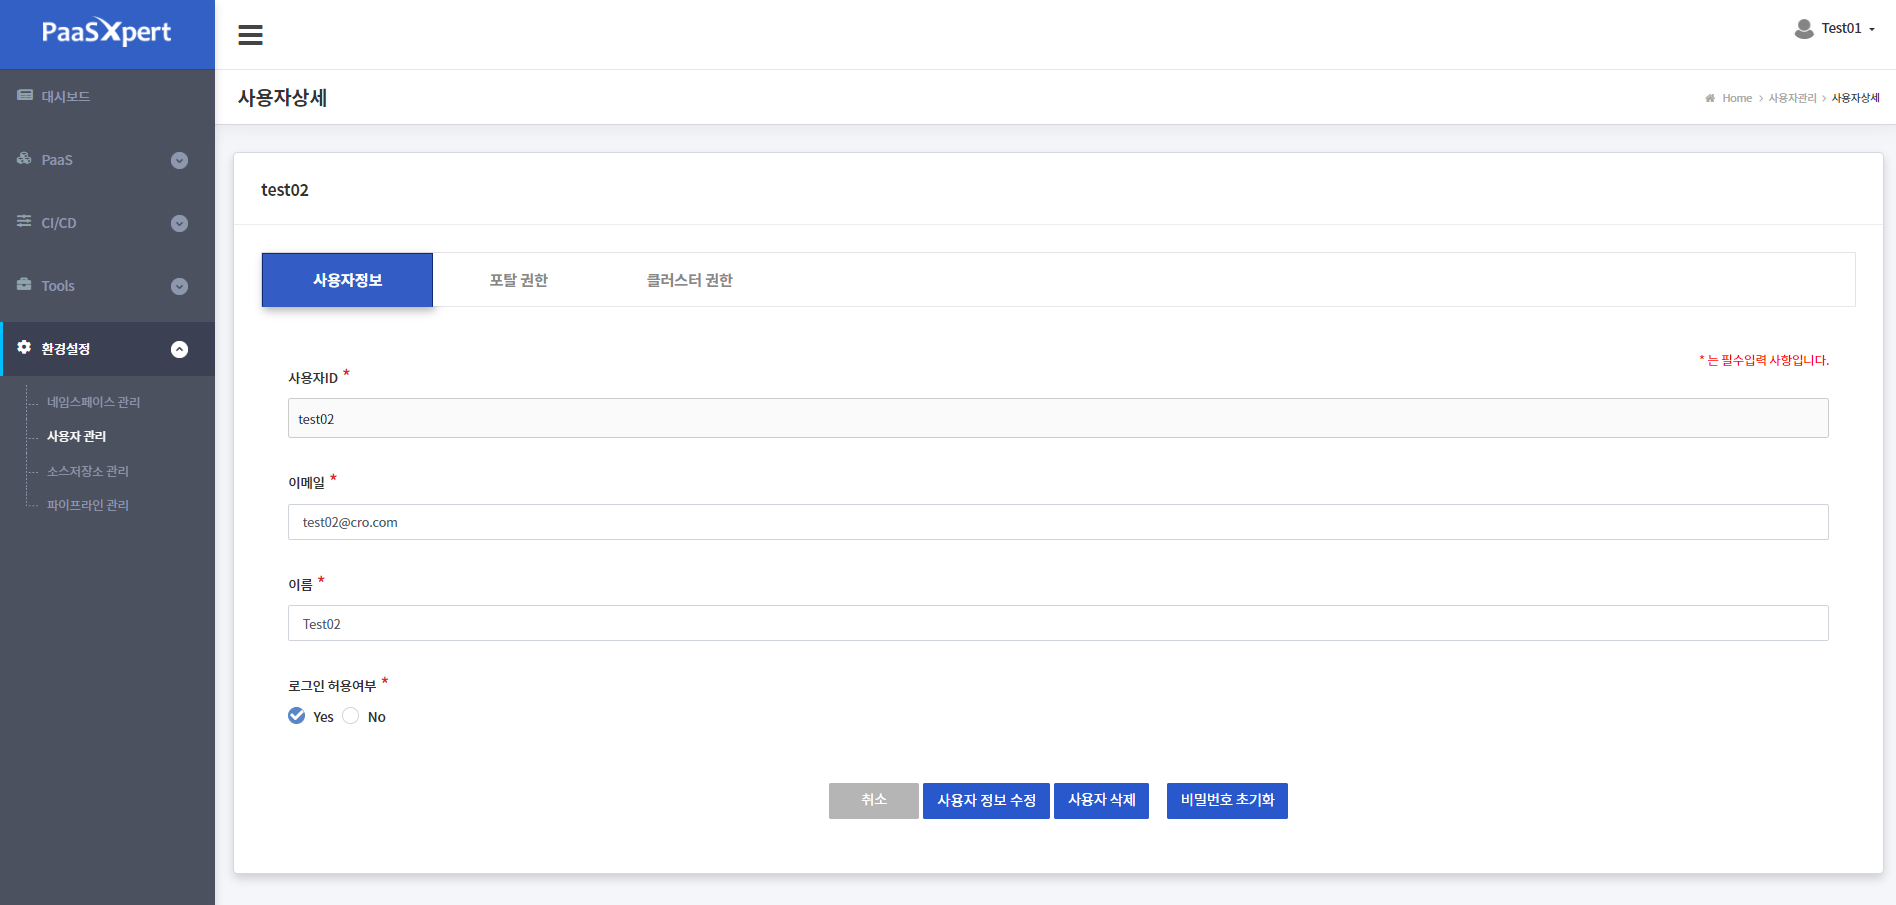 PaaSXpert
Test01
대시보드
PaaS
CI/CD
Tools
환경설정
네임스페이스 관리
사용자 관리
소스저장소 관리
파이프라인 관리
사용자상세
Home > 사용자관리 > 사용자상세
test02
사용자정보 포탈 권한 클러스터 권한
* 는 필수입력 사항입니다.
사용자ID *
test02
이메일 *
test02@cro.com
이름 *
Test02
로그인 허용여부 *
Yes No
취소 사용자 정보 수정 사용자 삭제 비밀번호 초기화